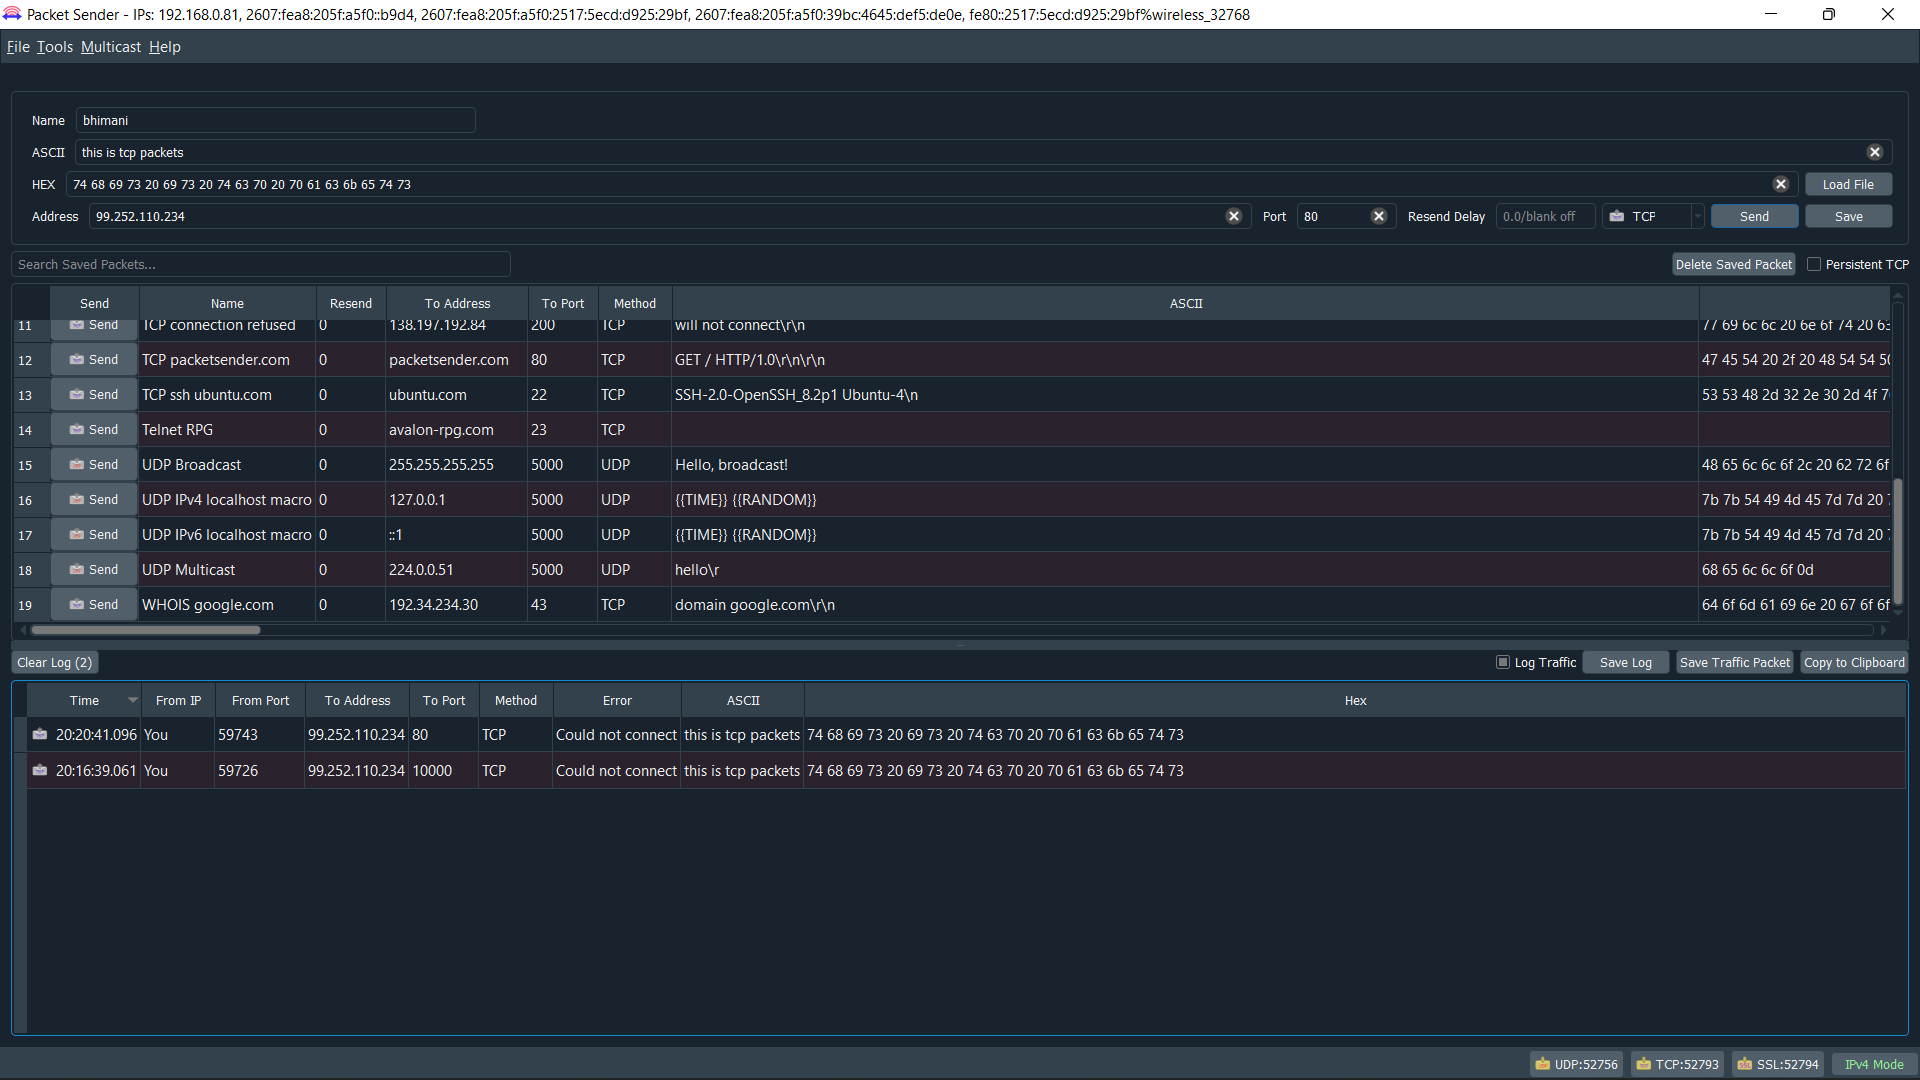 Packet Sender - IPs: 192.168.0.81, 2607:fea8:205f:a5f0::b9d4, 2607:fea8:205f:a5f0:2517:5ecd:d925:29bf, 2607:fea8:205f:a5f0:39bc:4645:def5:de0e, fe80::2517:5ecd:d925:29bf%wireless_32768
File Tools Multicast Help
Name bhimani
ASCII this is tcp packets
HEX 74 68 69 73 20 69 73 20 74 63 70 20 70 61 63 6b 65 74 73 Load File
Address 99.252.110.234 Port 80 Resend Delay 0.0/blank off TCP Send Save
Search Saved Packets... Delete Saved Packet Persistent TCP
Send Name Resend To Address To Port Method ASCII
11 Send TCP connection refused 0 138.197.192.84 200 TCP will not connect\r\n 77 69 6c 6c 20 6e 6f 74 20 63
12 Send TCP packetsender.com 0 packetsender.com 80 TCP GET / HTTP/1.0\r\n\r\n 47 45 54 20 2f 20 48 54 54 50
13 Send TCP ssh ubuntu.com 0 ubuntu.com 22 TCP SSH-2.0-OpenSSH_8.2p1 Ubuntu-4\n 53 53 48 2d 32 2e 30 2d 4f 7
14 Send Telnet RPG 0 avalon-rpg.com 23 TCP
15 Send UDP Broadcast 0 255.255.255.255 5000 UDP Hello, broadcast! 48 65 6c 6c 6f 2c 20 62 72 6f
16 Send UDP IPv4 localhost macro 0 127.0.0.1 5000 UDP {{TIME}} {{RANDOM}} 7b 7b 54 49 4d 45 7d 7d 20
17 Send UDP IPv6 localhost macro 0 ::1 5000 UDP {{TIME}} {{RANDOM}} 7b 7b 54 49 4d 45 7d 7d 20
18 Send UDP Multicast 0 224.0.0.51 5000 UDP hello\r 68 65 6c 6c 6f 0d
19 Send WHOIS google.com 0 192.34.234.30 43 TCP domain google.com\r\n 64 6f 6d 61 69 6e 20 67 6f 6f
Clear Log (2) Log Traffic Save Log Save Traffic Packet Copy to Clipboard
Time From IP From Port To Address To Port Method Error ASCII Hex
20:20:41.096 You 59743 99.252.110.234 80 TCP Could not connect this is tcp packets 74 68 69 73 20 69 73 20 74 63 70 20 70 61 63 6b 65 74 73
20:16:39.061 You 59726 99.252.110.234 10000 TCP Could not connect this is tcp packets 74 68 69 73 20 69 73 20 74 63 70 20 70 61 63 6b 65 74 73
UDP:52756 TCP:52793 SSL:52794 IPv4 Mode